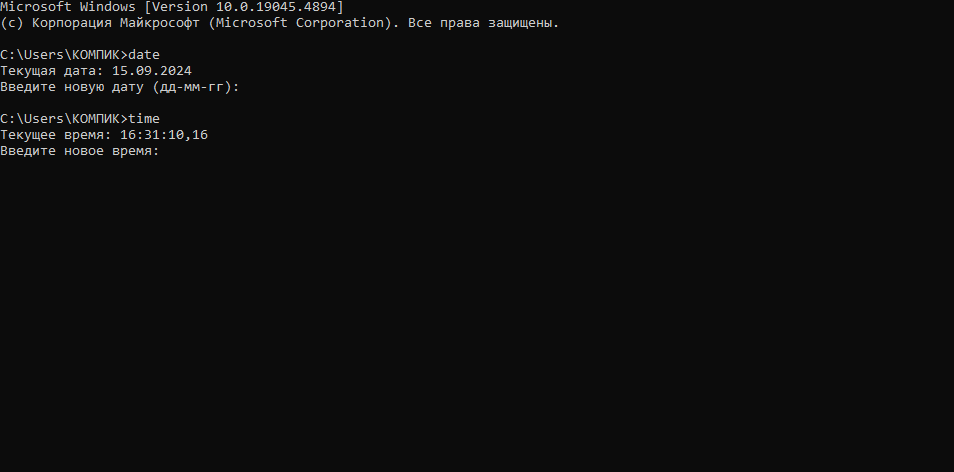 Microsoft Windows [Version 10.0.19045.4894]
(c) Корпорация Майкрософт (Microsoft Corporation). Все права защищены.
C:\Users\КОМПИК>date
Текущая дата: 15.09.2024
Введите новую дату (дд-мм-гг):
C:\Users\КОМПИК>time
Текущее время: 16:31:10,16
Введите новое время: